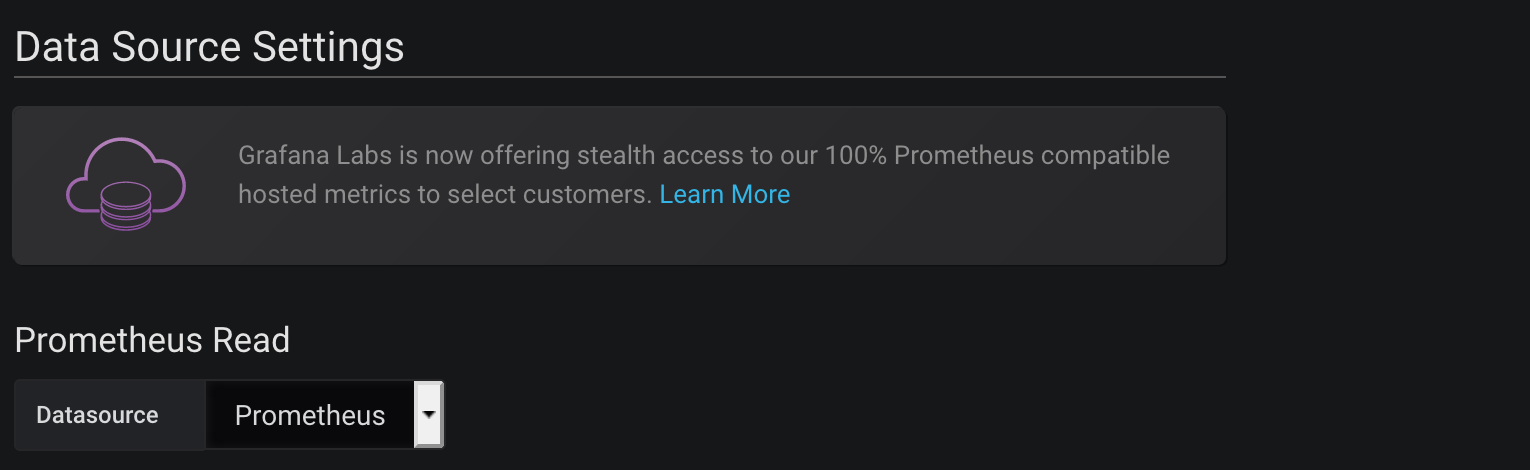 Data Source Settings
Grafana Labs is now offering stealth access to our 100% Prometheus compatible
hosted metrics to select customers. Learn More
Prometheus Read
Datasource Prometheus